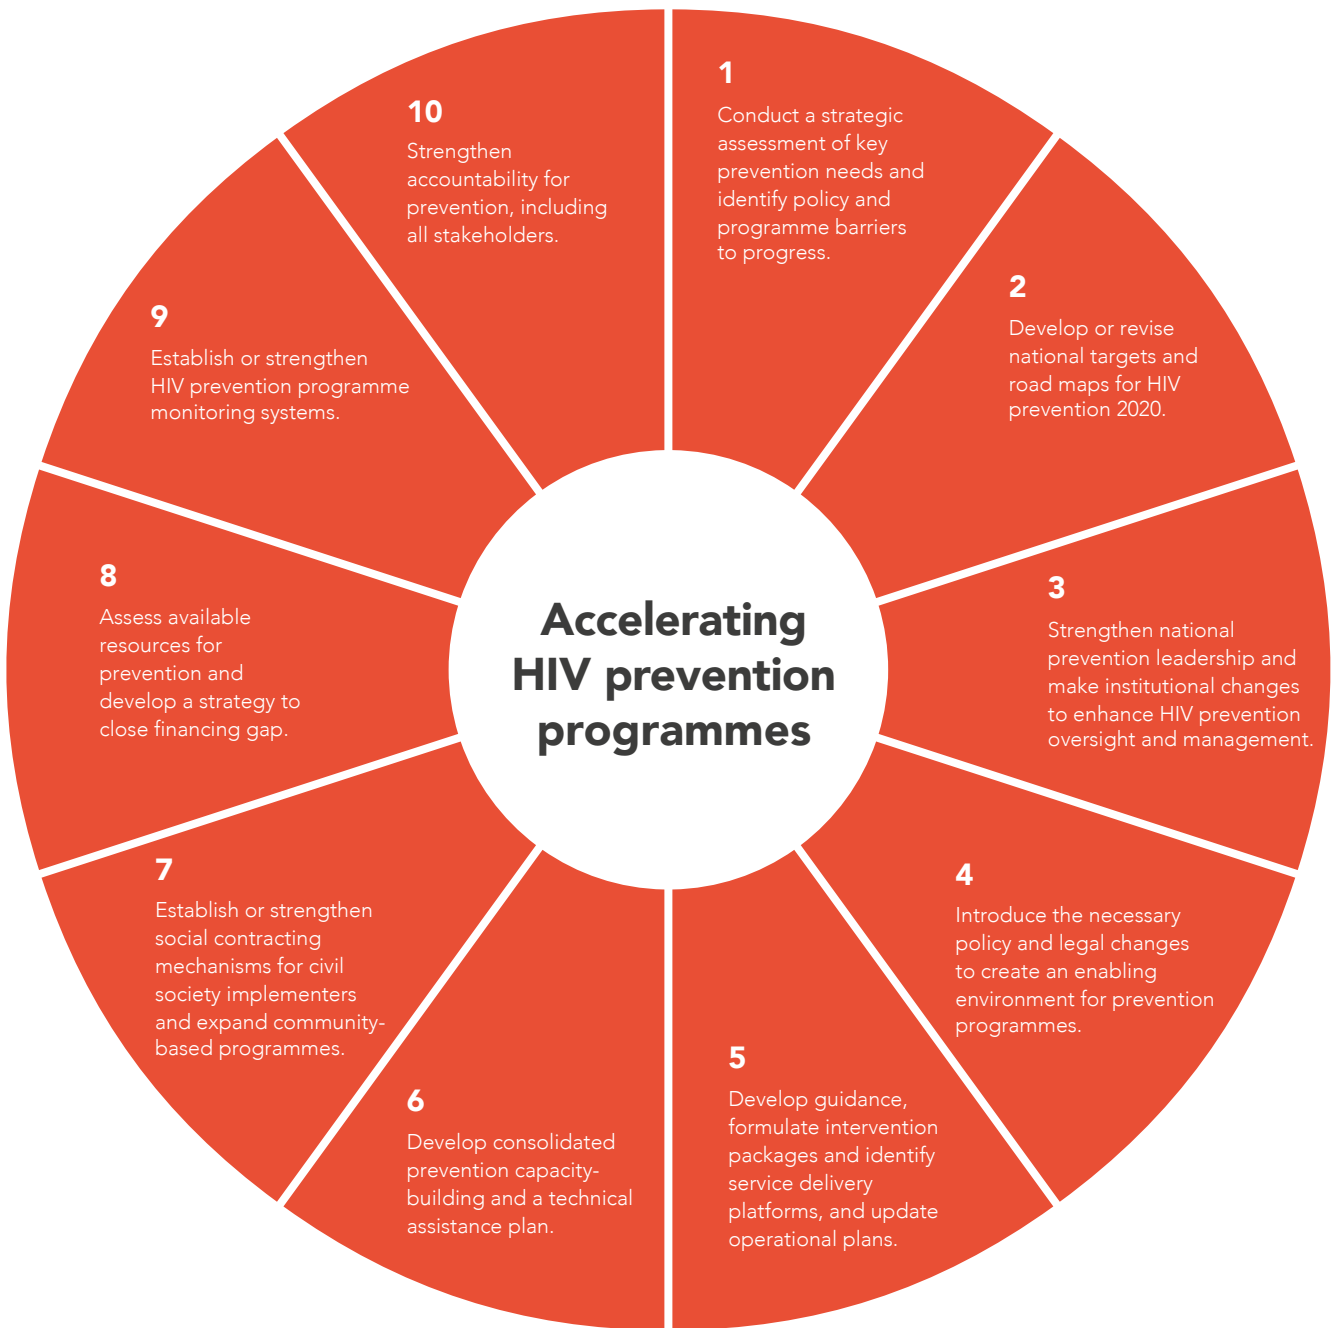 1
Conduct a strategic
assessment of key
prevention needs and
identify policy and
programme barriers
to progress.
2
Develop or revise
national targets and
road maps for HIV
prevention 2020.
3
Strengthen national
prevention leadership and
make institutional changes
to enhance HIV prevention
oversight and management.
4
Introduce the necessary
policy and legal changes
to create an enabling
environment for prevention
programmes.
5
Develop guidance,
formulate intervention
packages and identify
service delivery
platforms, and update
operational plans.
6
Develop consolidated
prevention capacity-
building and a technical
assistance plan.
7
Establish or strengthen
social contracting
mechanisms for civil
society implementers
and expand community-
based programmes.
8
Assess available
resources for
prevention and
develop a strategy to
close financing gap.
9
Establish or strengthen
HIV prevention programme
monitoring systems.
10
Strengthen
accountability for
prevention, including
all stakeholders.
Accelerating
HIV prevention
programmes